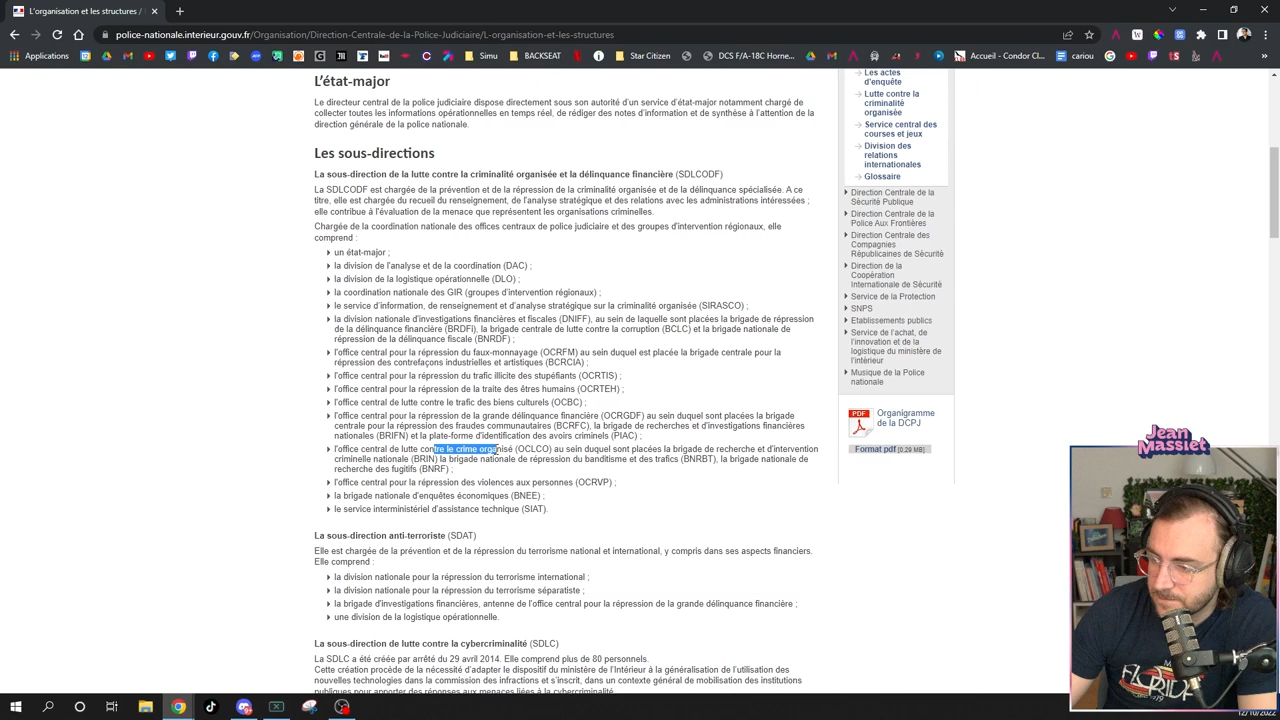 L'organisation et les structures /
police-nationale.interieur.gouv.fr/Organisation/Direction-Centrale-de-la-Police-Judiciaire/L-organisation-et-les-structures
Applications
Simu
BACKSEAT
Star Citizen
DCS F/A-18C Horne...
Accueil - Condor Cl...
cariou
L'état-major
Le directeur central de la police judiciaire dispose directement sous son autorité d'un service d'état-major notamment chargé de
collecter toutes les informations opérationnelles en temps réel, de rédiger des notes d'information et de synthèse à l'attention de la
direction générale de la police nationale.
Les sous-directions
La sous-direction de la lutte contre la criminalité organisée et la délinquance financière (SDLCODF)
La SDLCODF est chargée de la prévention et de la répression de la criminalité organisée et de la délinquance spécialisée. A ce
titre, elle est chargée du recueil du renseignement, de l'analyse stratégique et des relations avec les administrations intéressées ;
elle contribue à l'évaluation de la menace que représentent les organisations criminelles.
Chargée de la coordination nationale des offices centraux de police judiciaire et des groupes d'intervention régionaux, elle
comprend :
un état-major ;
la division de l'analyse et de la coordination (DAC) ;
la division de la logistique opérationnelle (DLO) ;
la coordination nationale des GIR (groupes d'intervention régionaux) ;
le service d'information, de renseignement et d'analyse stratégique sur la criminalité organisée (SIRASCO) ;
la division nationale d'investigations financières et fiscales (DNIFF), au sein de laquelle sont placées la brigade de répression
de la délinquance financière (BRDFi), la brigade centrale de lutte contre la corruption (BCLC) et la brigade nationale de
répression de la délinquance fiscale (BNRDF) ;
l'office central pour la répression du faux-monnayage (OCRFM) au sein duquel est placée la brigade centrale pour la
répression des contrefaçons industrielles et artistiques (BCRCIA) ;
l'office central pour la répression du trafic illicite des stupéfiants (OCRTIS) ;
l'office central pour la répression de la traite des êtres humains (OCRTEH) ;
l'office central de lutte contre le trafic des biens culturels (OCBC) ;
l'office central pour la répression de la grande délinquance financière (OCRGDF) au sein duquel sont placées la brigade
centrale pour la répression des fraudes communautaires (BCRFC), la brigade de recherches et d'investigations financières
nationales (BRIFN) et la plate-forme d'identification des avoirs criminels (PIAC) ;
l'office central de lutte contre le crime organisé (OCLCO) au sein duquel sont placées la brigade de recherche et d'intervention
criminelle nationale (BRIN) la brigade nationale de répression du banditisme et des trafics (BNRBT), la brigade nationale de
recherche des fugitifs (BNRF) ;
l'office central pour la répression des violences aux personnes (OCRVP) ;
la brigade nationale d'enquêtes économiques (BNEE) ;
le service interministériel d'assistance technique (SIAT).
La sous-direction anti-terroriste (SDAT)
Elle est chargée de la prévention et de la répression du terrorisme national et international, y compris dans ses aspects financiers.
Elle comprend :
la division nationale pour la répression du terrorisme international ;
la division nationale pour la répression du terrorisme séparatiste ;
la brigade d'investigations financières, antenne de l'office central pour la répression de la grande délinquance financière ;
une division de la logistique opérationnelle.
La sous-direction de lutte contre la cybercriminalité (SDLC)
La SDLC a été créée par arrêté du 29 avril 2014. Elle comprend plus de 80 personnels.
Cette création procède de la nécessité d'adapter le dispositif du ministère de l'Intérieur à la généralisation de l'utilisation des
nouvelles technologies dans la commission des infractions et s'inscrit, dans un contexte général de mobilisation des institutions
publiques pour apporter des réponses aux menaces liées à la cybercriminalité.
Les actes
d'enquête
Lutte contre la
criminalité
organisée
Service central des
courses et jeux
Division des
relations
internationales
Glossaire
Direction Centrale de la
Sécurité Publique
Direction Centrale de la
Police Aux Frontières
Direction Centrale des
Compagnies
Républicaines de Sécurité
Direction de la
Coopération
Internationale de Sécurité
Service de la Protection
SNPS
Etablissements publics
Service de l'achat, de
l'innovation et de la
logistique du ministère de
l'intérieur
Musique de la Police
nationale
PDF
Organigramme
de la DCPJ
Format pdf [0,29 MB]
Jean
Massiet
FLORIDE
12/10/2022